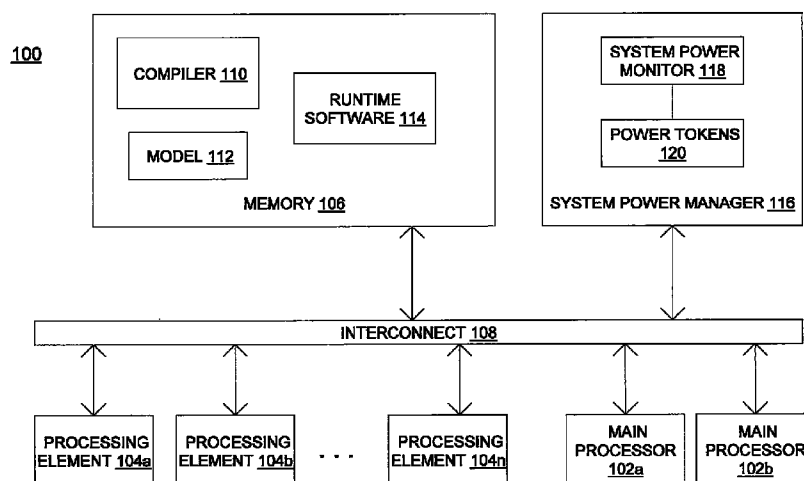 100
COMPILER 110
RUNTIME
SOFTWARE 114
MODEL 112
MEMORY 106
SYSTEM POWER
MONITOR 118
POWER TOKENS
120
SYSTEM POWER MANAGER 116
INTERCONNECT 108
PROCESSING
ELEMENT 104a
PROCESSING
ELEMENT 104b
. . .
PROCESSING
ELEMENT 104n
MAIN
PROCESSOR
102a
MAIN
PROCESSOR
102b